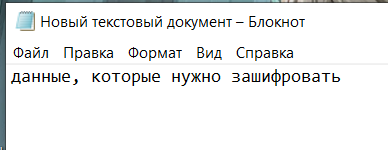 Новый текстовый документ – Блокнот
Файл Правка Формат Вид Справка
данные, которые нужно зашифровать